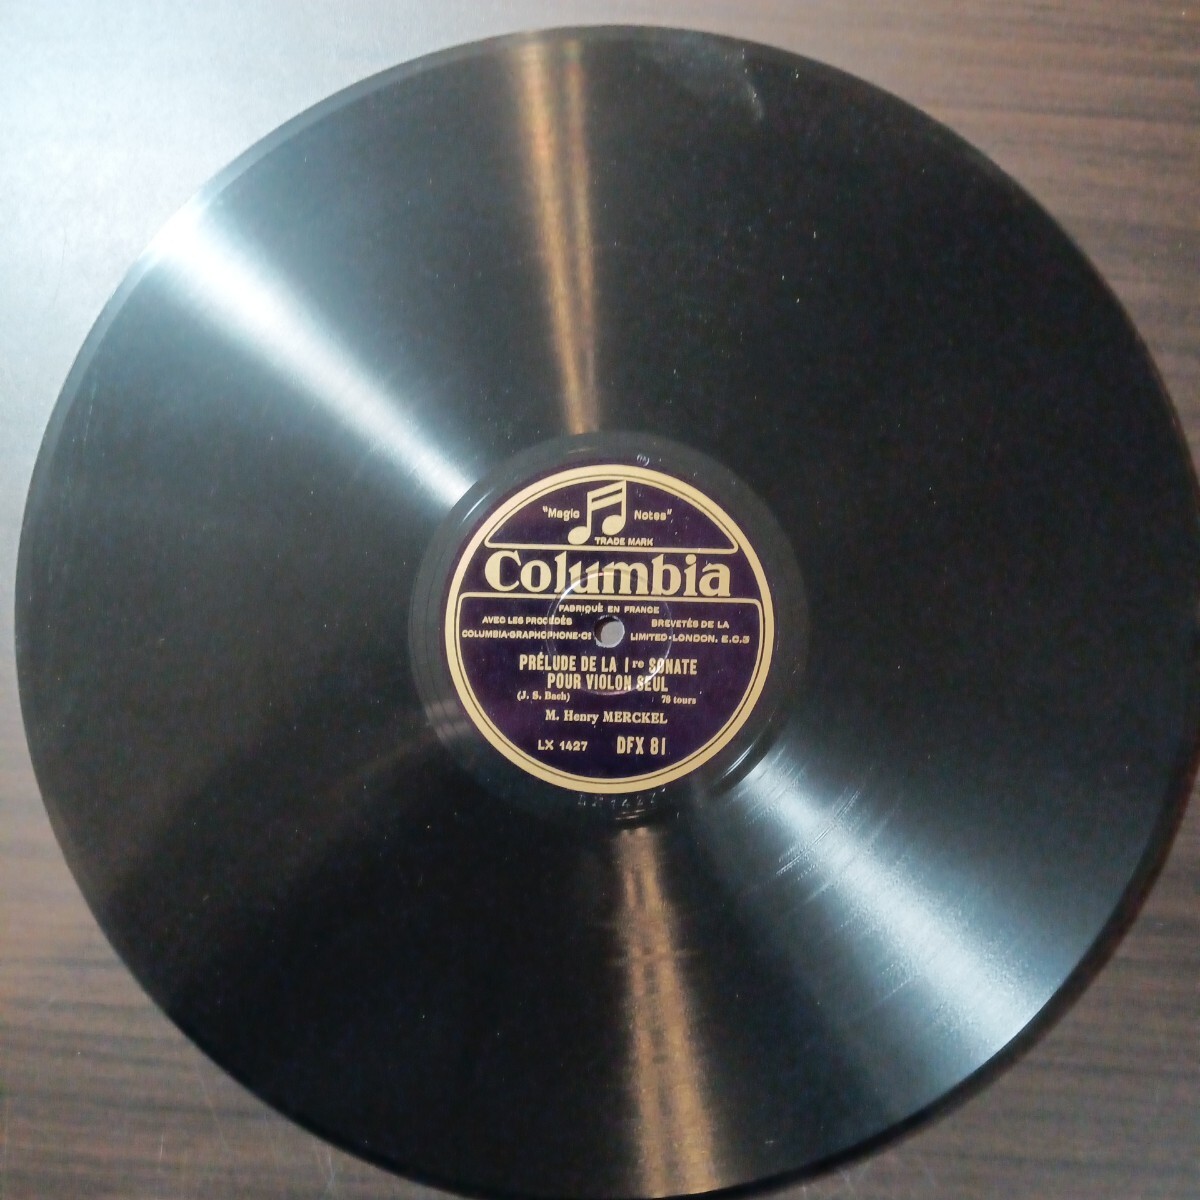 "Magic Notes"
TRADE MARK
Columbia
FABRIQUÉ EN FRANCE
AVEC LES PROCÉDÉS BREVETÉS DE LA
COLUMBIA-GRAPHOPHONE-Cº LIMITED-LONDON. E.C.3
PRÉLUDE DE LA 1re SONATE
POUR VIOLON SEUL
(J. S. Bach) 78 tours
M. Henry MERCKEL
LX 1427 DFX 81